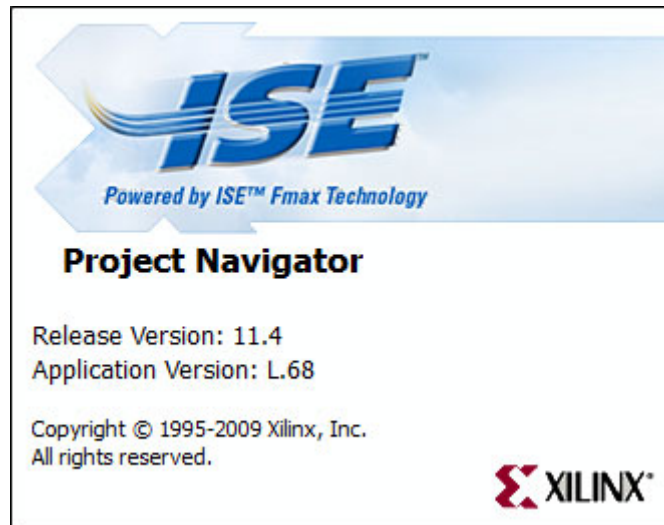 ISE™
Powered by ISE™ Fmax Technology
Project Navigator
Release Version: 11.4
Application Version: L.68
Copyright © 1995-2009 Xilinx, Inc.
All rights reserved.
XILINX®